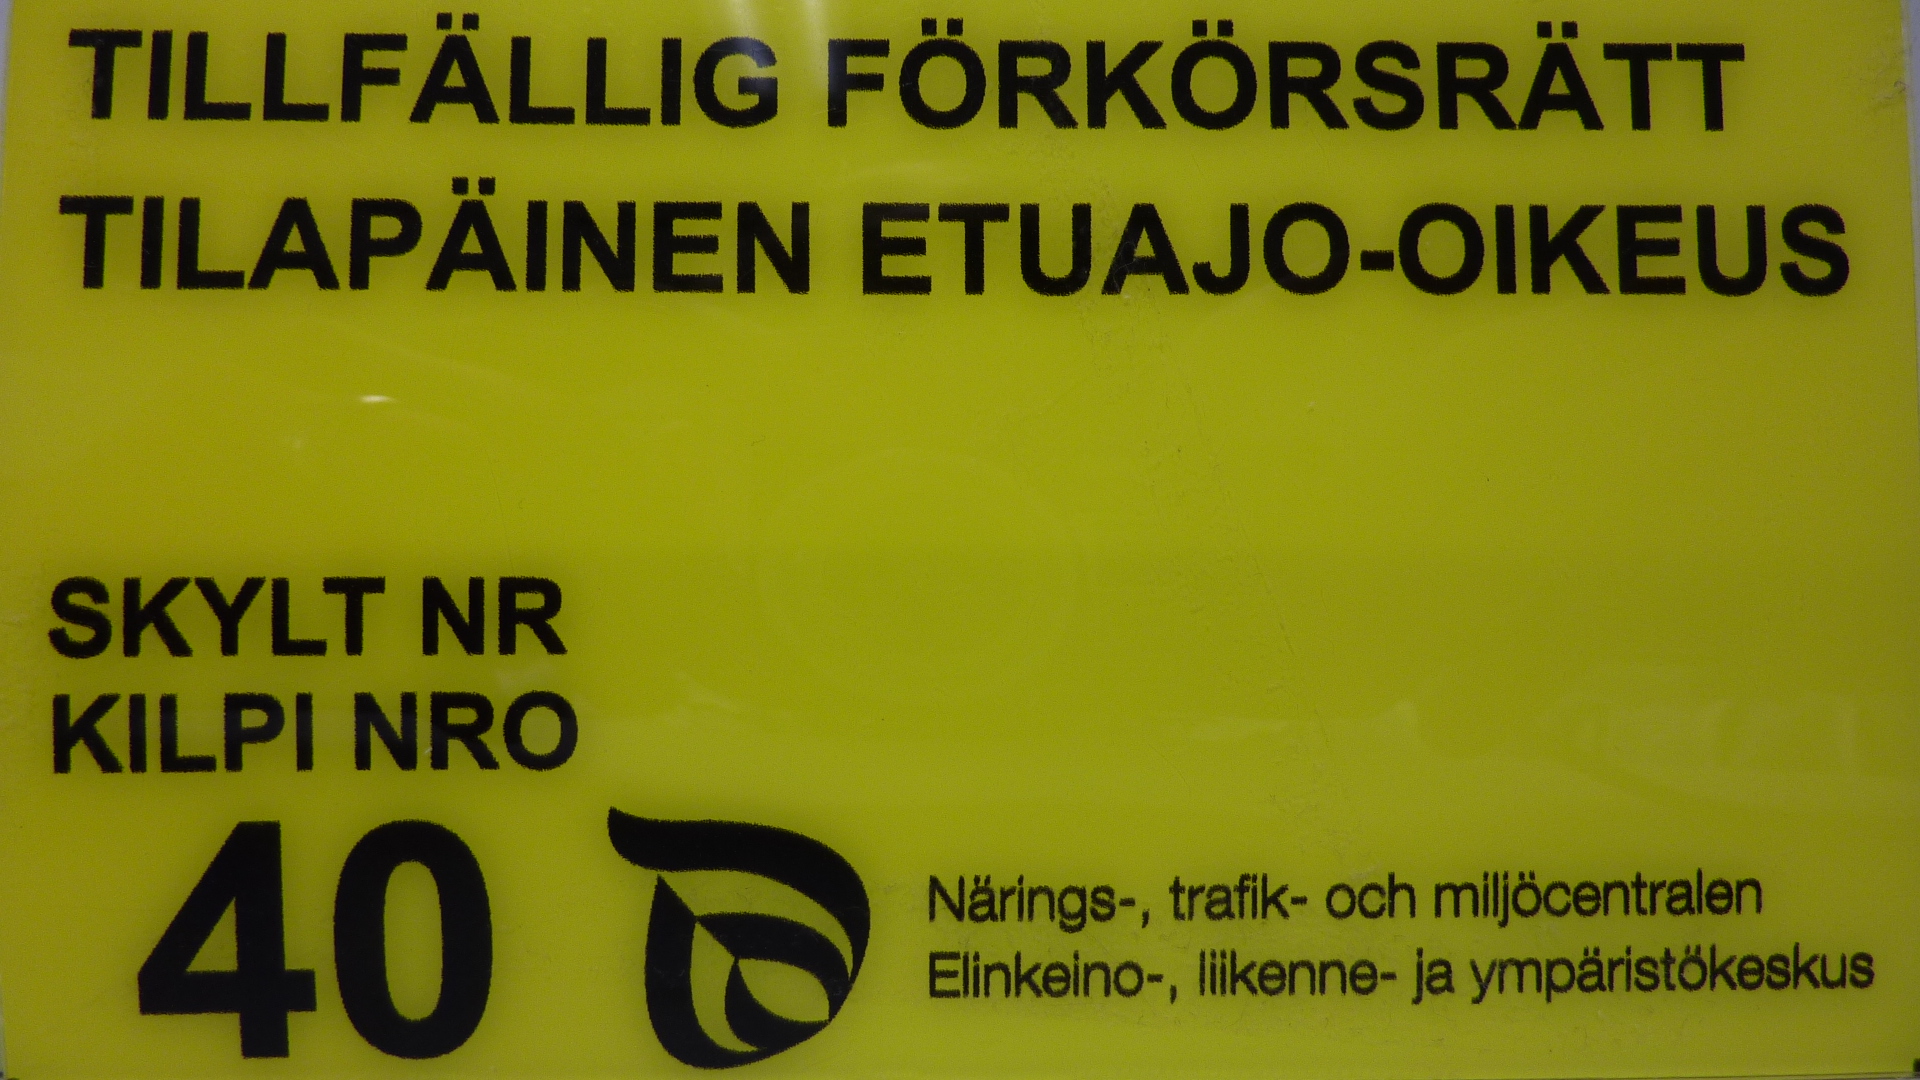 TILLFÄLLIG FÖRKÖRSRÄTT
TILAPÄINEN ETUAJO-OIKEUS
SKYLT NR
KILPI NRO
40
Närings-, trafik- och miljöcentralen
Elinkeino-, liikenne- ja ympäristökeskus